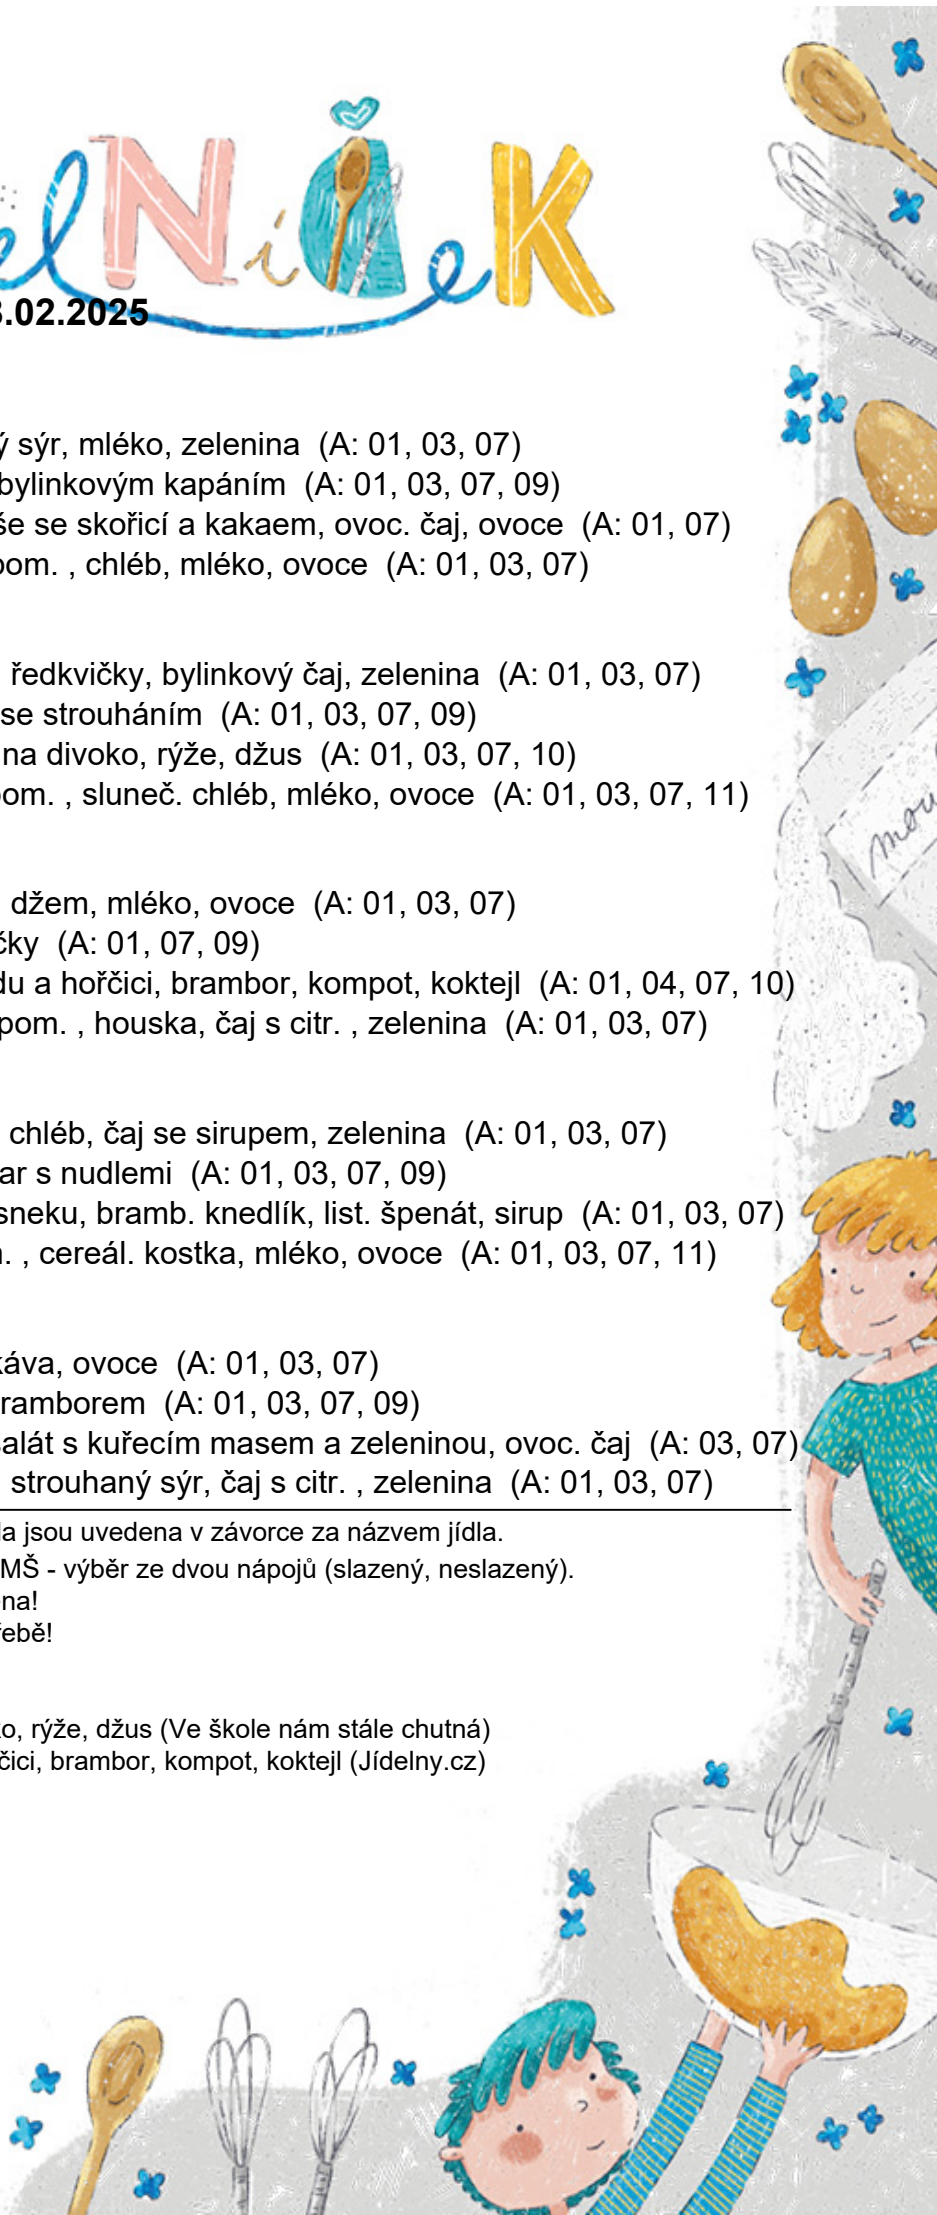 elNíčeK
.02.2025
ý sýr, mléko, zelenina (A: 01, 03, 07)
bylinkovým kapáním (A: 01, 03, 07, 09)
še se skořicí a kakaem, ovoc. čaj, ovoce (A: 01, 07)
pom. , chléb, mléko, ovoce (A: 01, 03, 07)
ředkvičky, bylinkový čaj, zelenina (A: 01, 03, 07)
se strouháním (A: 01, 03, 07, 09)
na divoko, rýže, džus (A: 01, 03, 07, 10)
pom. , sluneč. chléb, mléko, ovoce (A: 01, 03, 07, 11)
mou
džem, mléko, ovoce (A: 01, 03, 07)
čky (A: 01, 07, 09)
du a hořčici, brambor, kompot, koktejl (A: 01, 04, 07, 10)
pom. , houska, čaj s citr. , zelenina (A: 01, 03, 07)
chléb, čaj se sirupem, zelenina (A: 01, 03, 07)
ar s nudlemi (A: 01, 03, 07, 09)
sneku, bramb. knedlík, list. špenát, sirup (A: 01, 03, 07)
. , cereál. kostka, mléko, ovoce (A: 01, 03, 07, 11)
káva, ovoce (A: 01, 03, 07)
ramborem (A: 01, 03, 07, 09)
salát s kuřecím masem a zeleninou, ovoc. čaj (A: 03, 07)
strouhaný sýr, čaj s citr. , zelenina (A: 01, 03, 07)
la jsou uvedena v závorce za názvem jídla.
MŠ - výběr ze dvou nápojů (slazený, neslazený).
na!
řebě!
o, rýže, džus (Ve škole nám stále chutná)
čici, brambor, kompot, koktejl (Jídelny.cz)